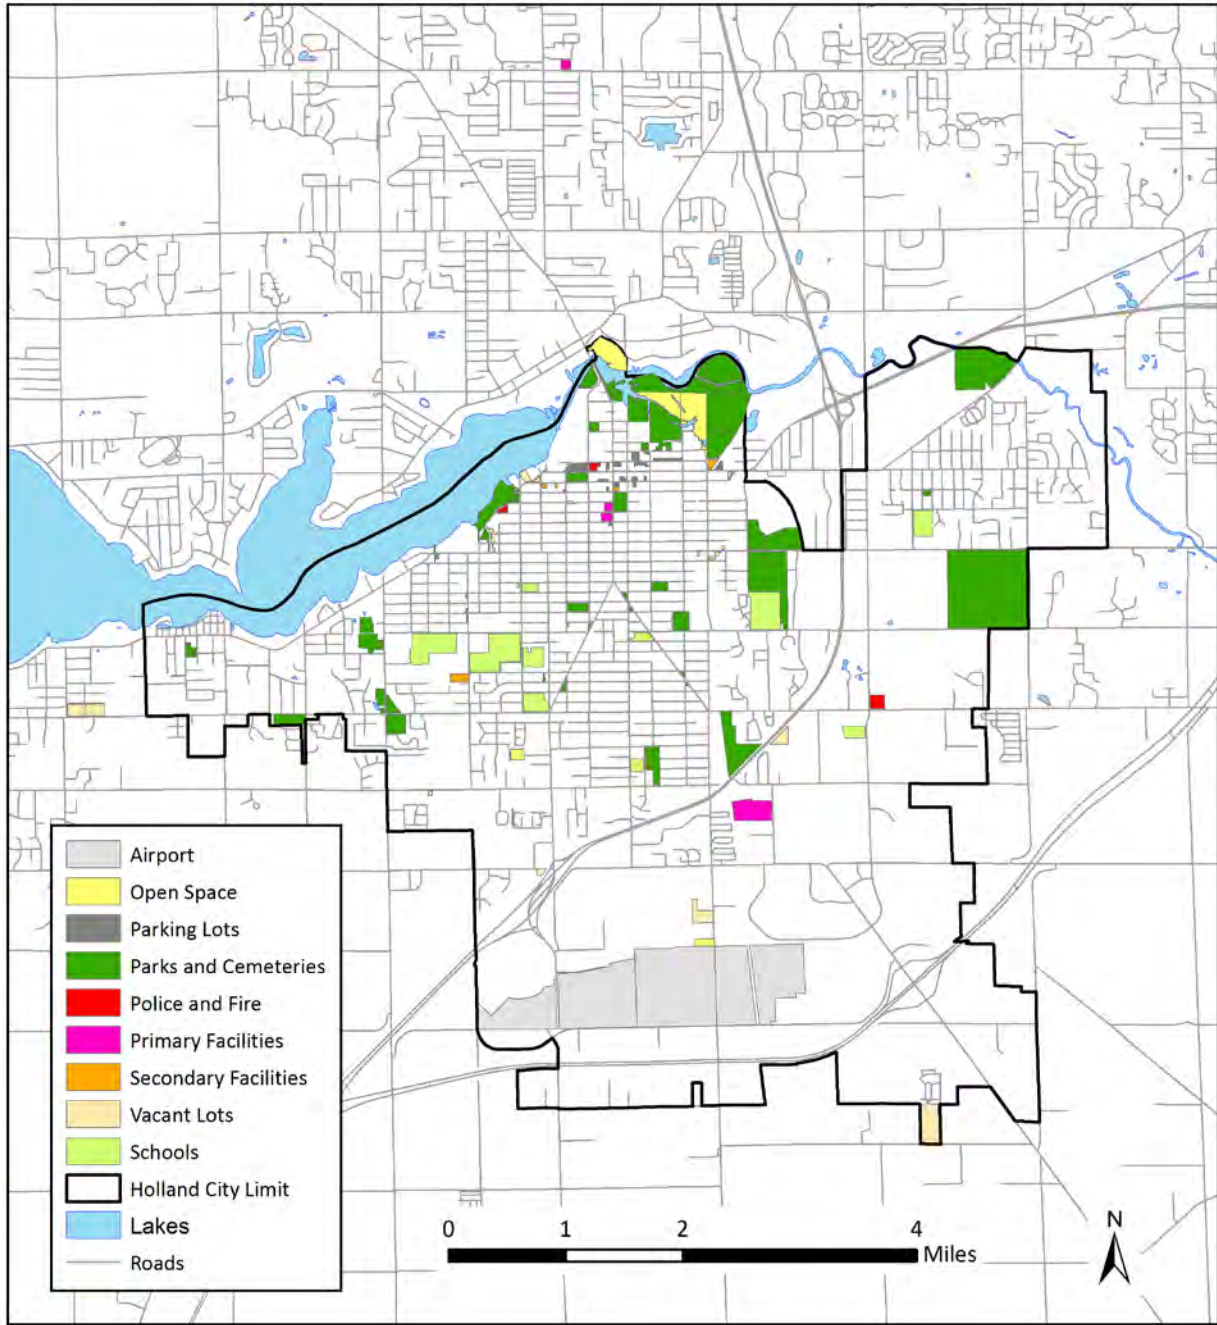 Airport
Open Space
Parking Lots
Parks and Cemeteries
Police and Fire
Primary Facilities
Secondary Facilities
Vacant Lots
Schools
Holland City Limit
Lakes
Roads
0 1 2 4
Miles
N